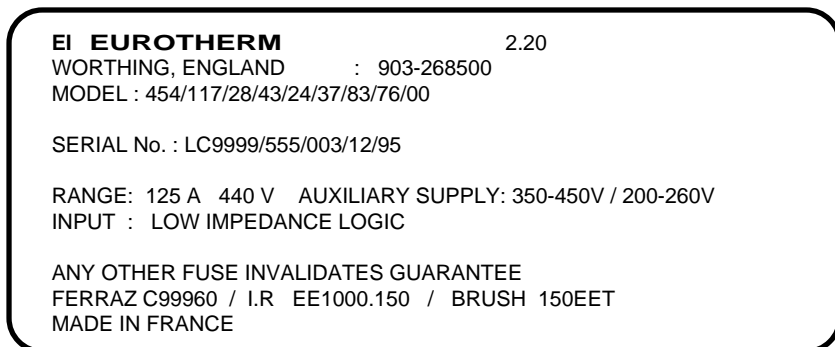 EI EUROTHERM 2.20
WORTHING, ENGLAND : 903-268500
MODEL : 454/117/28/43/24/37/83/76/00
SERIAL No. : LC9999/555/003/12/95
RANGE: 125 A 440 V AUXILIARY SUPPLY: 350-450V / 200-260V
INPUT : LOW IMPEDANCE LOGIC
ANY OTHER FUSE INVALIDATES GUARANTEE
FERRAZ C99960 / I.R EE1000.150 / BRUSH 150EET
MADE IN FRANCE